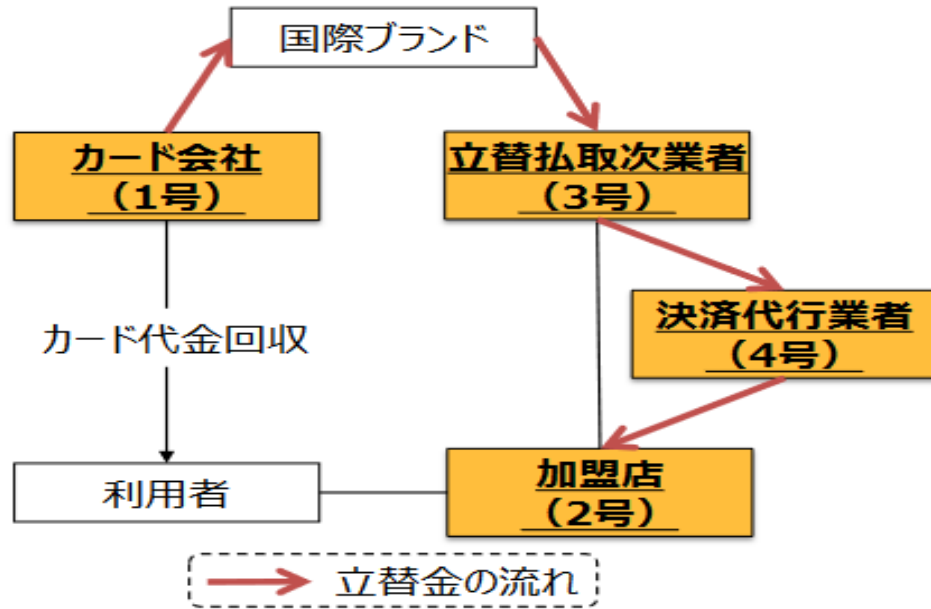 国際ブランド
カード会社
（1号）
立替払取次業者
（3号）
決済代行業者
（4号）
カード代金回収
利用者
加盟店
（2号）
立替金の流れ